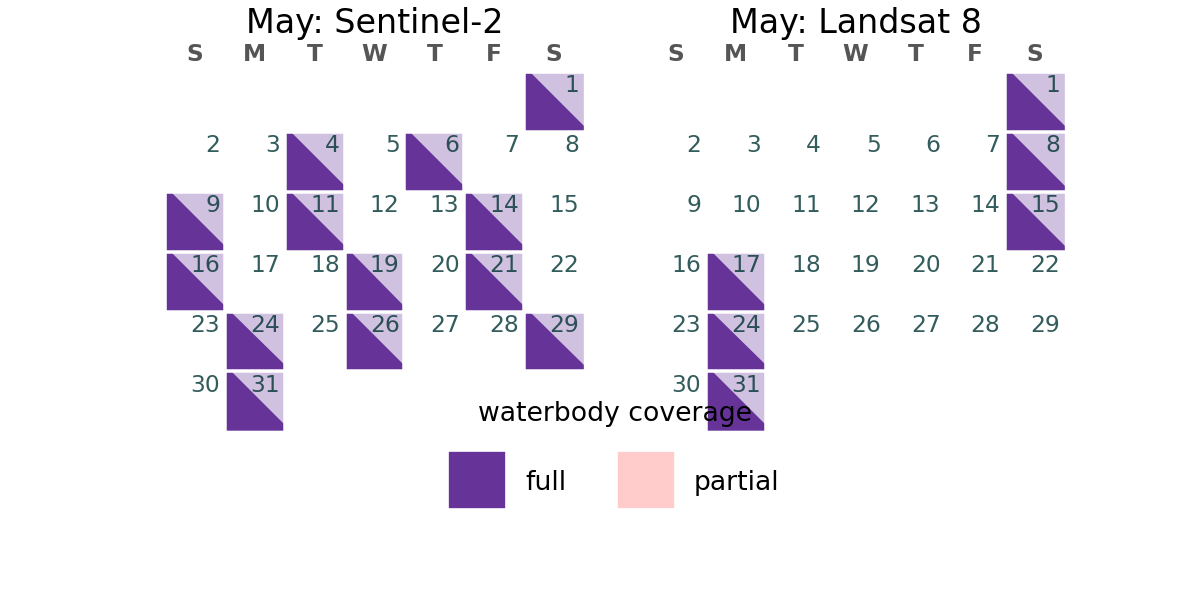 May: Sentinel-2
S M T W T F S
1
2 3 4 5 6 7 8
9 10 11 12 13 14 15
16 17 18 19 20 21 22
23 24 25 26 27 28 29
30 31
May: Landsat 8
S M T W T F S
1
2 3 4 5 6 7 8
9 10 11 12 13 14 15
16 17 18 19 20 21 22
23 24 25 26 27 28 29
30 31
waterbody coverage
full partial